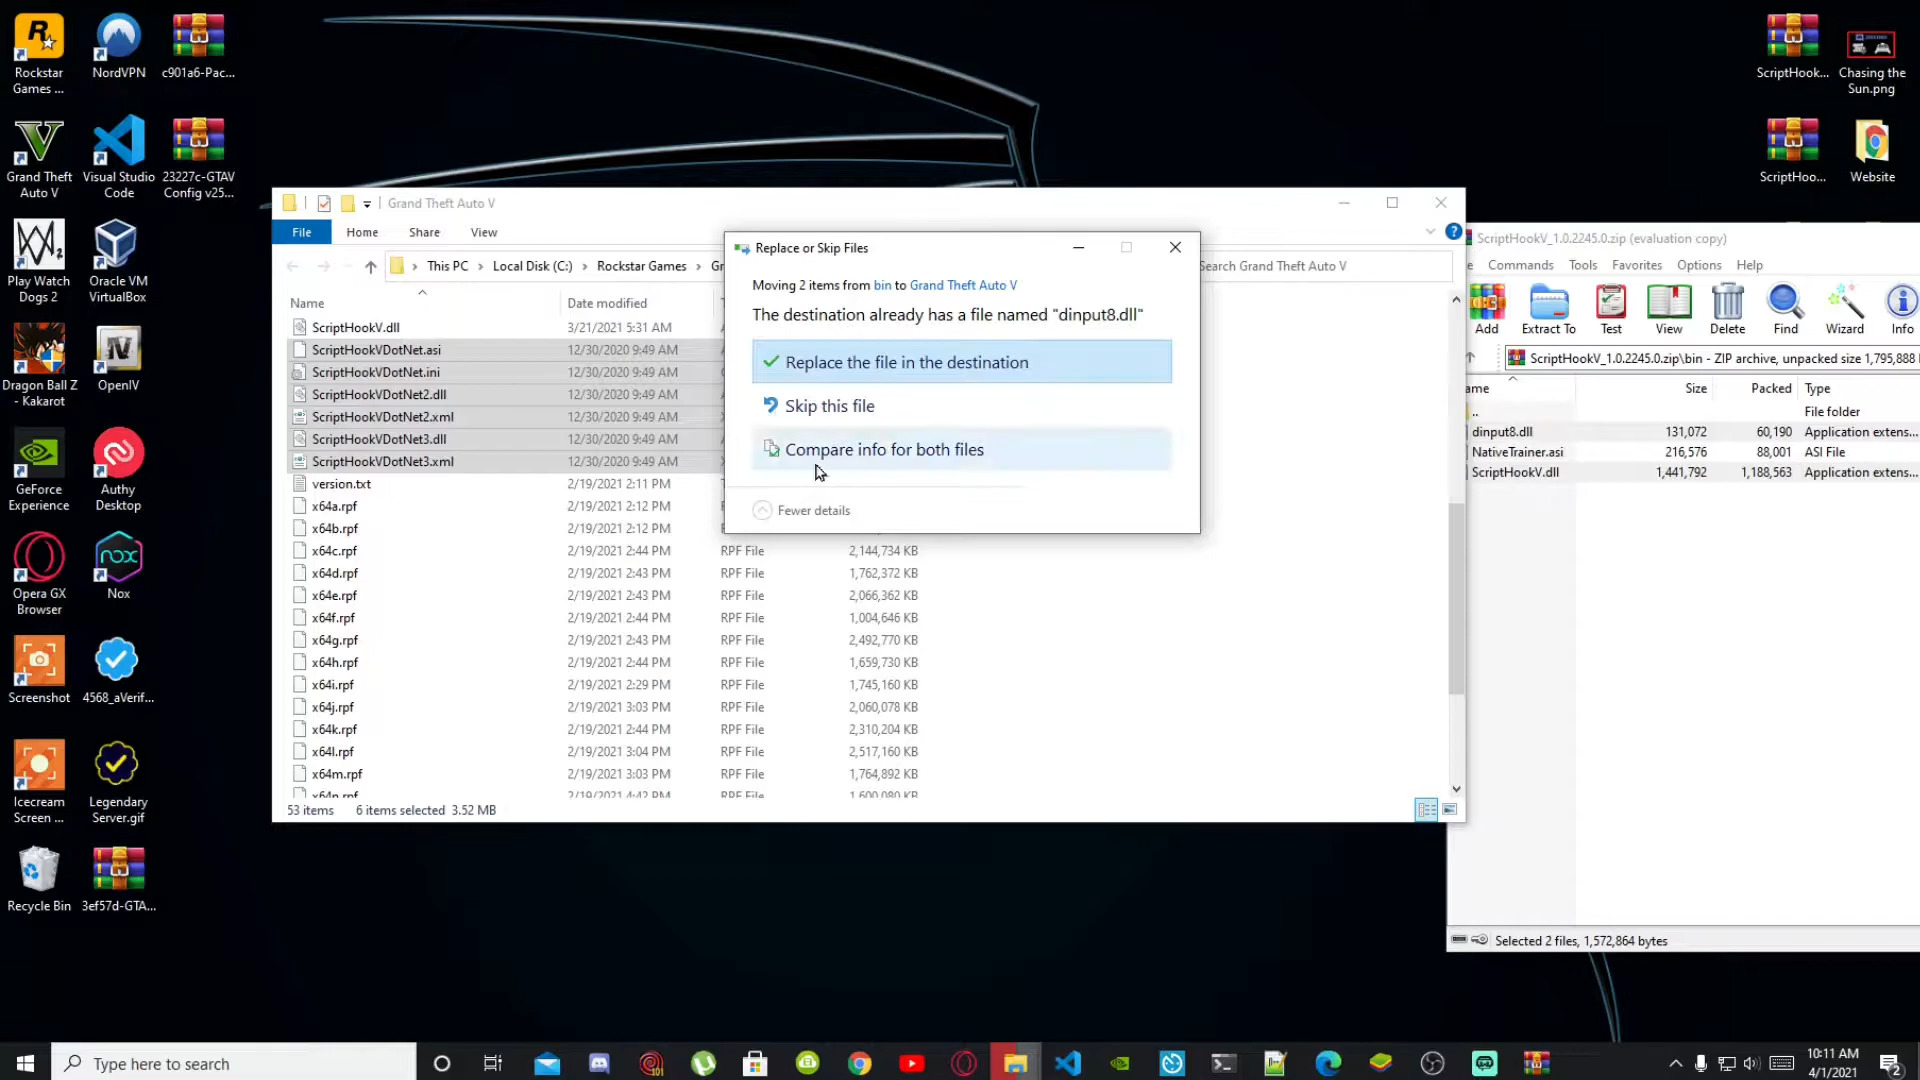 Rockstar
Games ...
NordVPN
c901a6-Pac...
Grand Theft
Auto V
Visual Studio
Code
23227c-GTAV
Config v25...
Play Watch
Dogs 2
Oracle VM
VirtualBox
Dragon Ball Z
- Kakarot
OpenIV
GeForce
Experience
Authy
Desktop
Opera GX
Browser
Nox
Screenshot
4568_aVerif...
Icecream
Screen ...
Legendary
Server.gif
Recycle Bin
3ef57d-GTA...
ScriptHook...
Chasing the
Sun.png
ScriptHoo...
Website
Grand Theft Auto V
File
Home
Share
View
This PC
Local Disk (C:)
Rockstar Games
Gr
Search Grand Theft Auto V
Name
Date modified
ScriptHookV.dll 3/21/2021 5:31 AM
ScriptHookVDotNet.asi 12/30/2020 9:49 AM
ScriptHookVDotNet.ini 12/30/2020 9:49 AM
ScriptHookVDotNet2.dll 12/30/2020 9:49 AM
ScriptHookVDotNet2.xml 12/30/2020 9:49 AM
ScriptHookVDotNet3.dll 12/30/2020 9:49 AM
ScriptHookVDotNet3.xml 12/30/2020 9:49 AM
version.txt 2/19/2021 2:11 PM
x64a.rpf 2/19/2021 2:12 PM
x64b.rpf 2/19/2021 2:12 PM
x64c.rpf 2/19/2021 2:44 PM RPF File 2,144,734 KB
x64d.rpf 2/19/2021 2:43 PM RPF File 1,762,372 KB
x64e.rpf 2/19/2021 2:43 PM RPF File 2,066,362 KB
x64f.rpf 2/19/2021 2:44 PM RPF File 1,004,646 KB
x64g.rpf 2/19/2021 2:43 PM RPF File 2,492,770 KB
x64h.rpf 2/19/2021 2:44 PM RPF File 1,659,730 KB
x64i.rpf 2/19/2021 2:29 PM RPF File 1,745,160 KB
x64j.rpf 2/19/2021 3:03 PM RPF File 2,060,078 KB
x64k.rpf 2/19/2021 2:44 PM RPF File 2,310,204 KB
x64l.rpf 2/19/2021 3:04 PM RPF File 2,517,160 KB
x64m.rpf 2/19/2021 3:03 PM RPF File 1,764,892 KB
x64n.rpf 2/19/2021 4:42 PM RPF File 1,600,080 KB
53 items 6 items selected 3.52 MB
Replace or Skip Files
Moving 2 items from bin to Grand Theft Auto V
The destination already has a file named "dinput8.dll"
Replace the file in the destination
Skip this file
Compare info for both files
Fewer details
ScriptHookV_1.0.2245.0.zip (evaluation copy)
e Commands Tools Favorites Options Help
Add Extract To Test View Delete Find Wizard Info
ScriptHookV_1.0.2245.0.zip\bin - ZIP archive, unpacked size 1,795,888
ame Size Packed Type
.. File folder
dinput8.dll 131,072 60,190 Application extens...
NativeTrainer.asi 216,576 88,001 ASI File
ScriptHookV.dll 1,441,792 1,188,563 Application extens...
Selected 2 files, 1,572,864 bytes
Type here to search
10:11 AM
4/1/2021
2